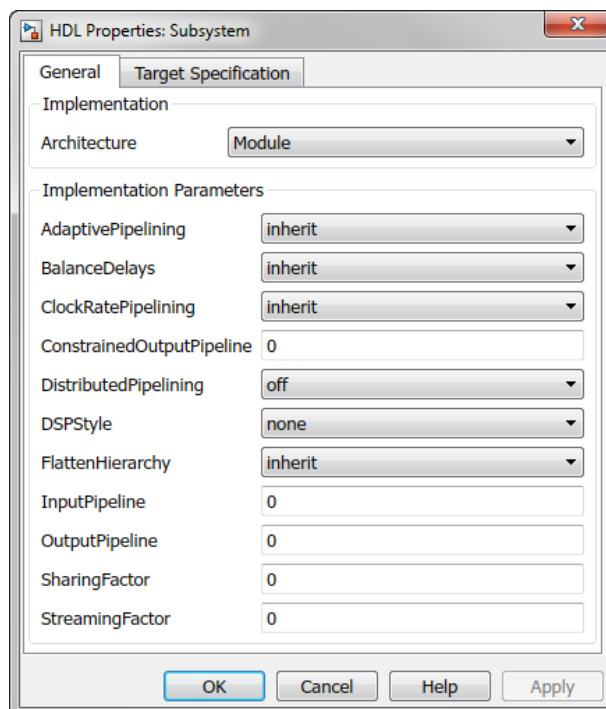 HDL Properties: Subsystem
General Target Specification
Implementation
Architecture Module
Implementation Parameters
AdaptivePipelining inherit
BalanceDelays inherit
ClockRatePipelining inherit
ConstrainedOutputPipeline 0
DistributedPipelining off
DSPStyle none
FlattenHierarchy inherit
InputPipeline 0
OutputPipeline 0
SharingFactor 0
StreamingFactor 0
OK Cancel Help Apply